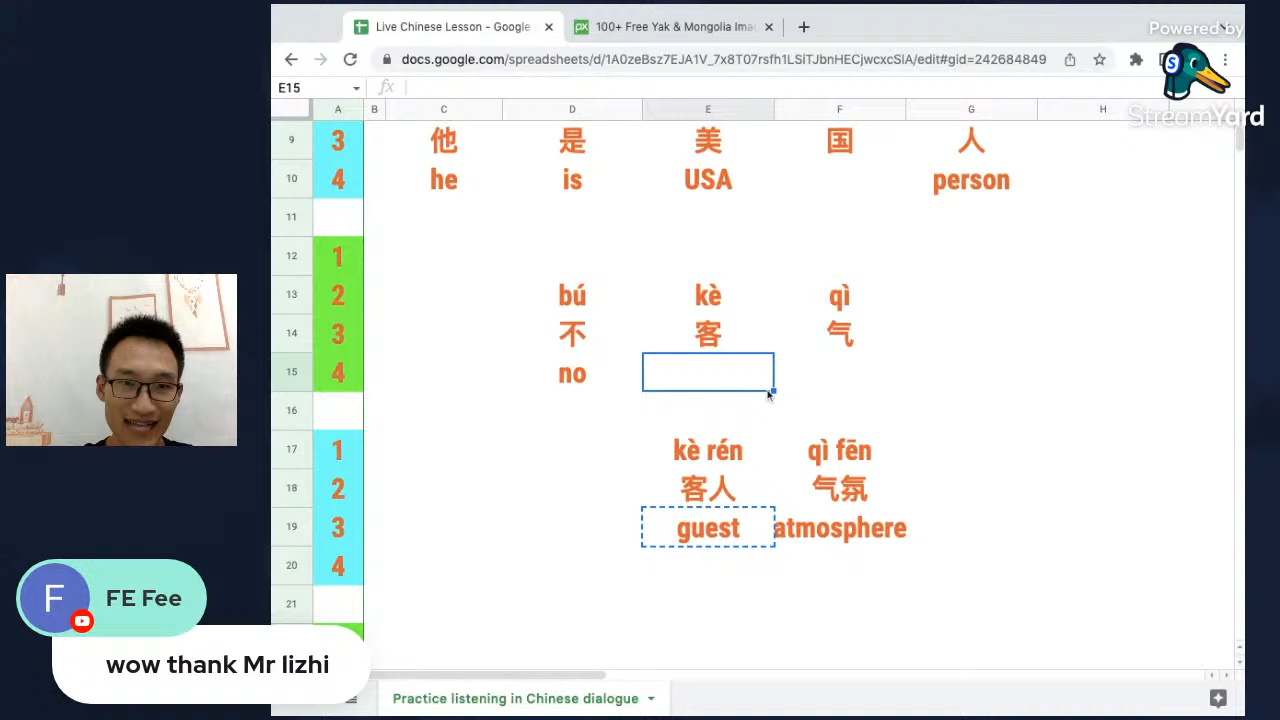 Live Chinese Lesson - Google
100+ Free Yak & Mongolia Ima
Powered by
docs.google.com/spreadsheets/d/1A0zeBsz7EJA1V_7x8T07rsfh1LSiTJbnHECjwcxcSlA/edit#gid=242684849
StreamYard
E15
fx
A B C D E F G H
9 3 他 是 美 国 人
10 4 he is USA person
11
12 1
13 2 bú kè qì
14 3 不 客 气
15 4 no
16
17 1 kè rén qì fēn
18 2 客人 气氛
19 3 guest atmosphere
20 4
21
F FE Fee
wow thank Mr lizhi
Practice listening in Chinese dialogue